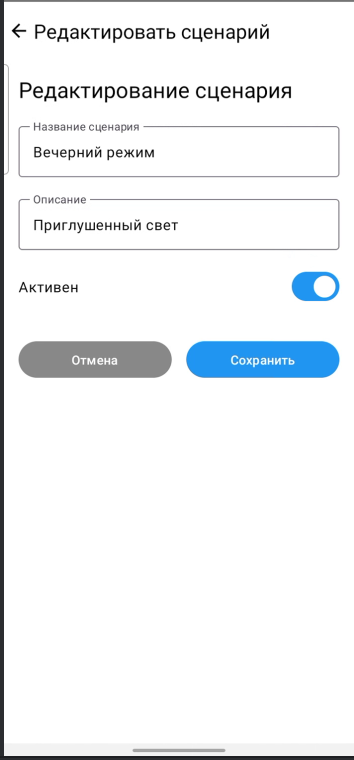 Редактировать сценарий
Редактирование сценария
Название сценария
Вечерний режим
Описание
Приглушенный свет
Активен
Отмена
Сохранить